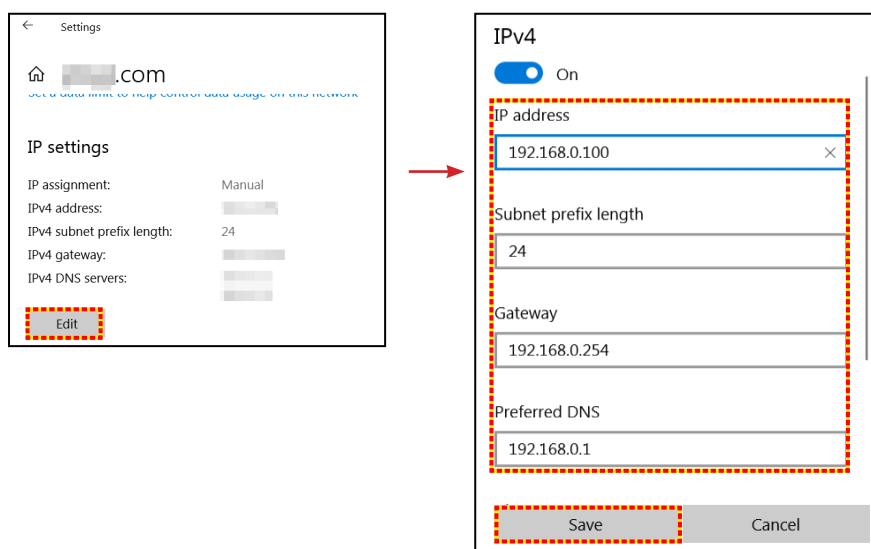 Settings
.com
Set a data limit to help control data usage on this network
IP settings
IP assignment: Manual
IPv4 address:
IPv4 subnet prefix length: 24
IPv4 gateway:
IPv4 DNS servers:
Edit
IPv4
On
IP address
192.168.0.100
Subnet prefix length
24
Gateway
192.168.0.254
Preferred DNS
192.168.0.1
Save Cancel